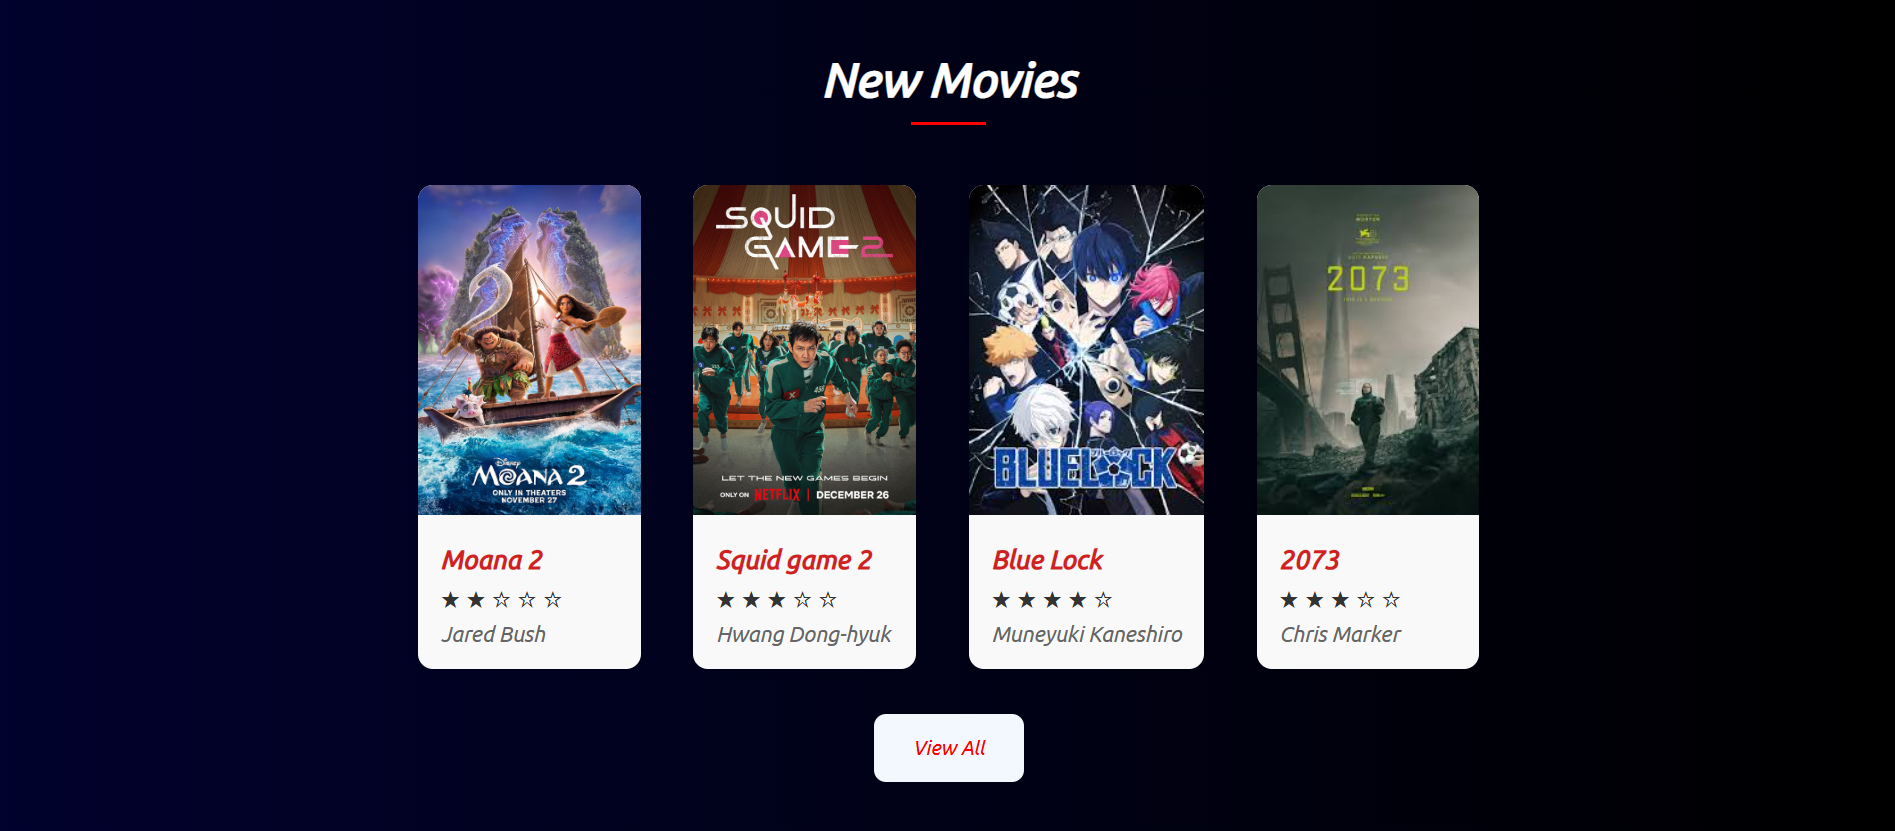 New Movies
Disney
MOANA 2
ONLY IN THEATERS
NOVEMBER 27
SQUID
GAME 2
456
LET THE NEW GAMES BEGIN
ONLY ON NETFLIX | DECEMBER 26
BLUELOCK
2073
Moana 2
★ ★ ☆ ☆ ☆
Jared Bush
Squid game 2
★ ★ ★ ☆ ☆
Hwang Dong-hyuk
Blue Lock
★ ★ ★ ★ ☆
Muneyuki Kaneshiro
2073
★ ★ ★ ☆ ☆
Chris Marker
View All